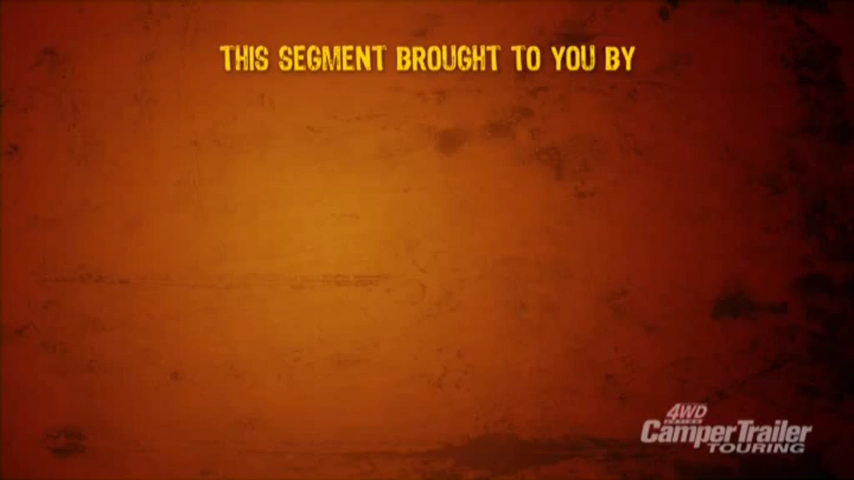 THIS SEGMENT BROUGHT TO YOU BY
4WD
CamperTrailer
TOURING